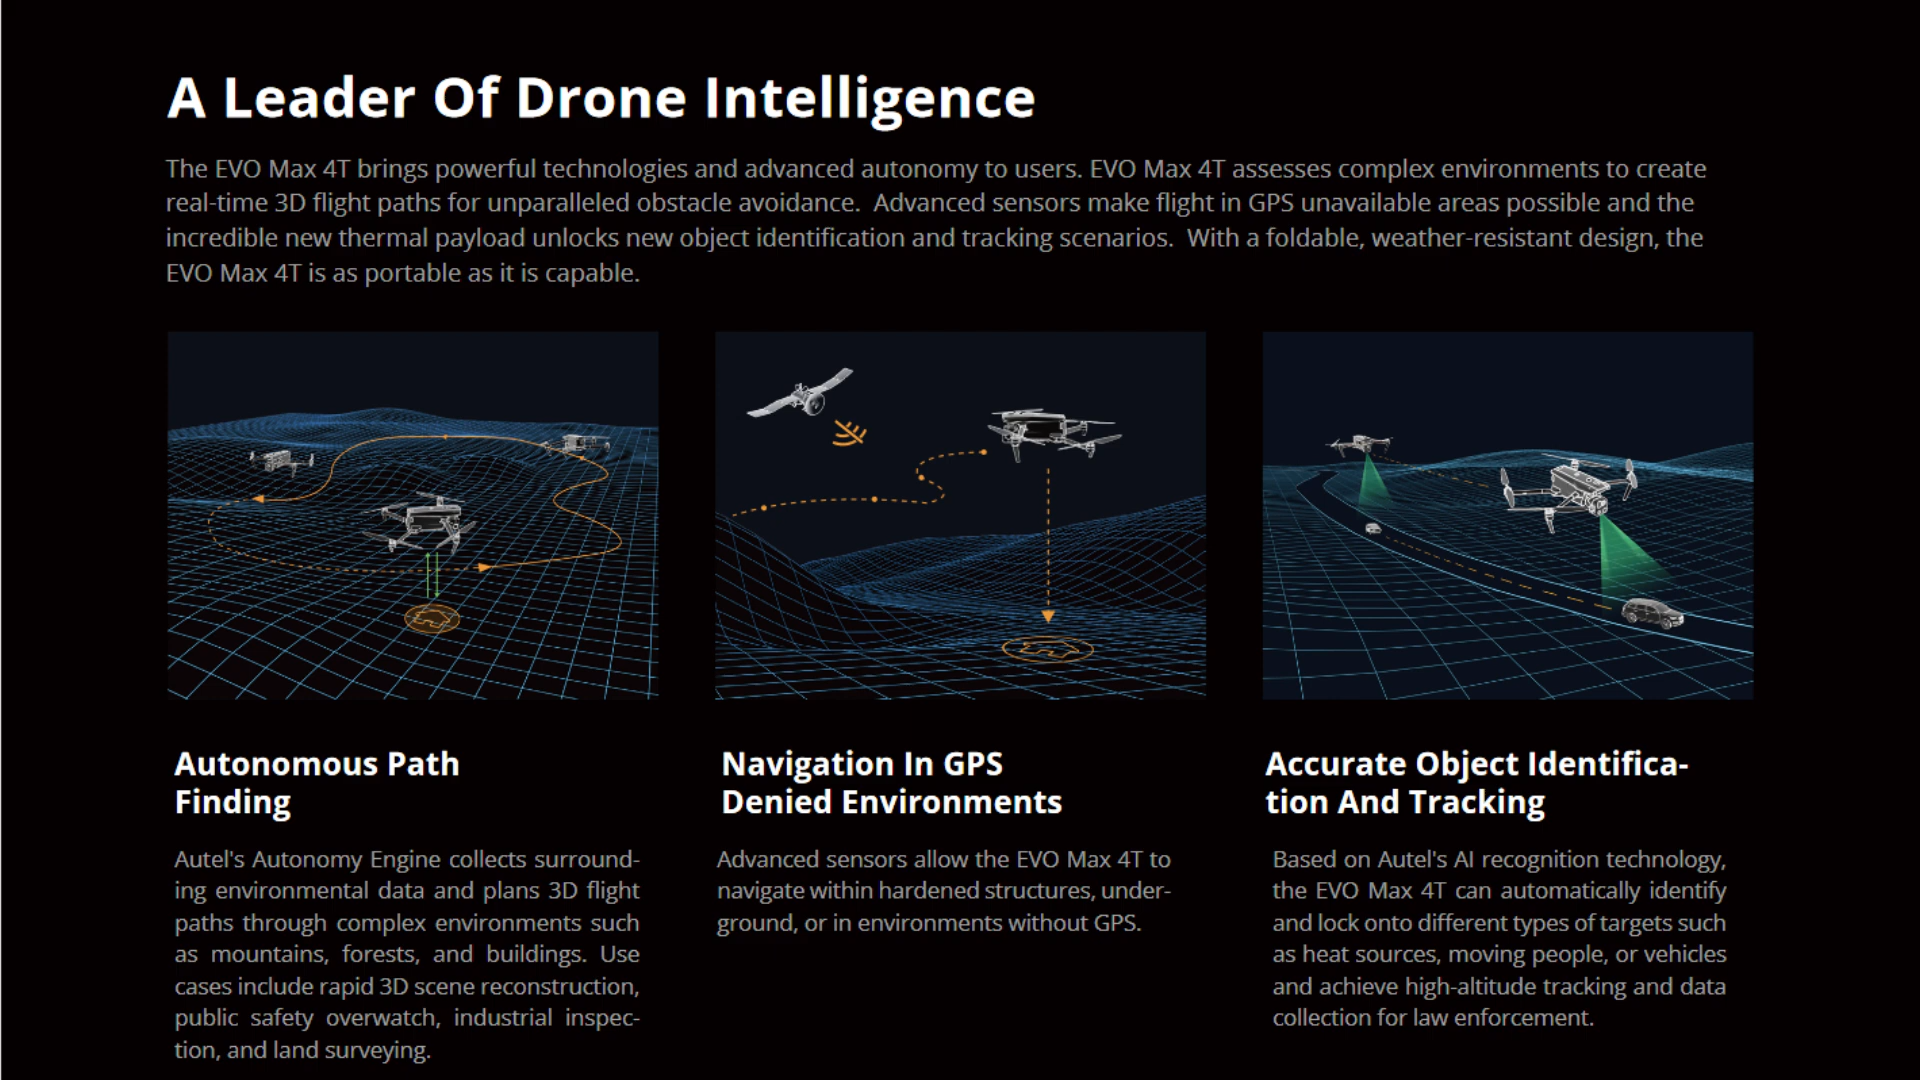 A Leader Of Drone Intelligence
The EVO Max 4T brings powerful technologies and advanced autonomy to users. EVO Max 4T assesses complex environments to create
real-time 3D flight paths for unparalleled obstacle avoidance.  Advanced sensors make flight in GPS unavailable areas possible and the
incredible new thermal payload unlocks new object identification and tracking scenarios.  With a foldable, weather-resistant design, the
EVO Max 4T is as portable as it is capable.
Autonomous Path
Finding
Autel's Autonomy Engine collects surround-
ing environmental data and plans 3D flight
paths through complex environments such
as mountains, forests, and buildings. Use
cases include rapid 3D scene reconstruction,
public safety overwatch, industrial inspec-
tion, and land surveying.
Navigation In GPS
Denied Environments
Advanced sensors allow the EVO Max 4T to
navigate within hardened structures, under-
ground, or in environments without GPS.
Accurate Object Identifica-
tion And Tracking
Based on Autel's AI recognition technology,
the EVO Max 4T can automatically identify
and lock onto different types of targets such
as heat sources, moving people, or vehicles
and achieve high-altitude tracking and data
collection for law enforcement.